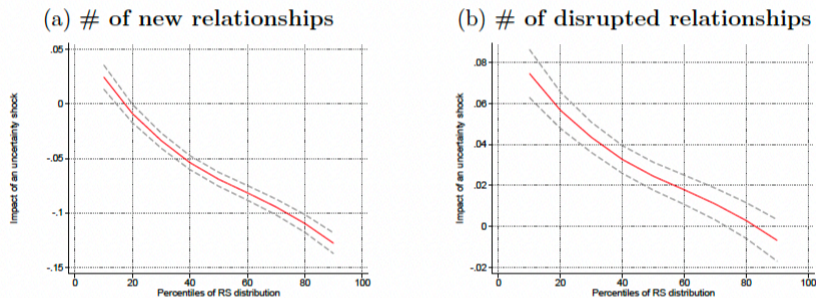 (a) # of new relationships
Impact of an uncertainty shock
.05
0
-.05
-.1
-.15
0 20 40 60 80 100
Percentiles of RS distribution
(b) # of disrupted relationships
Impact of an uncertainty shock
.08
.06
.04
.02
0
-.02
0 20 40 60 80 100
Percentiles of RS distribution